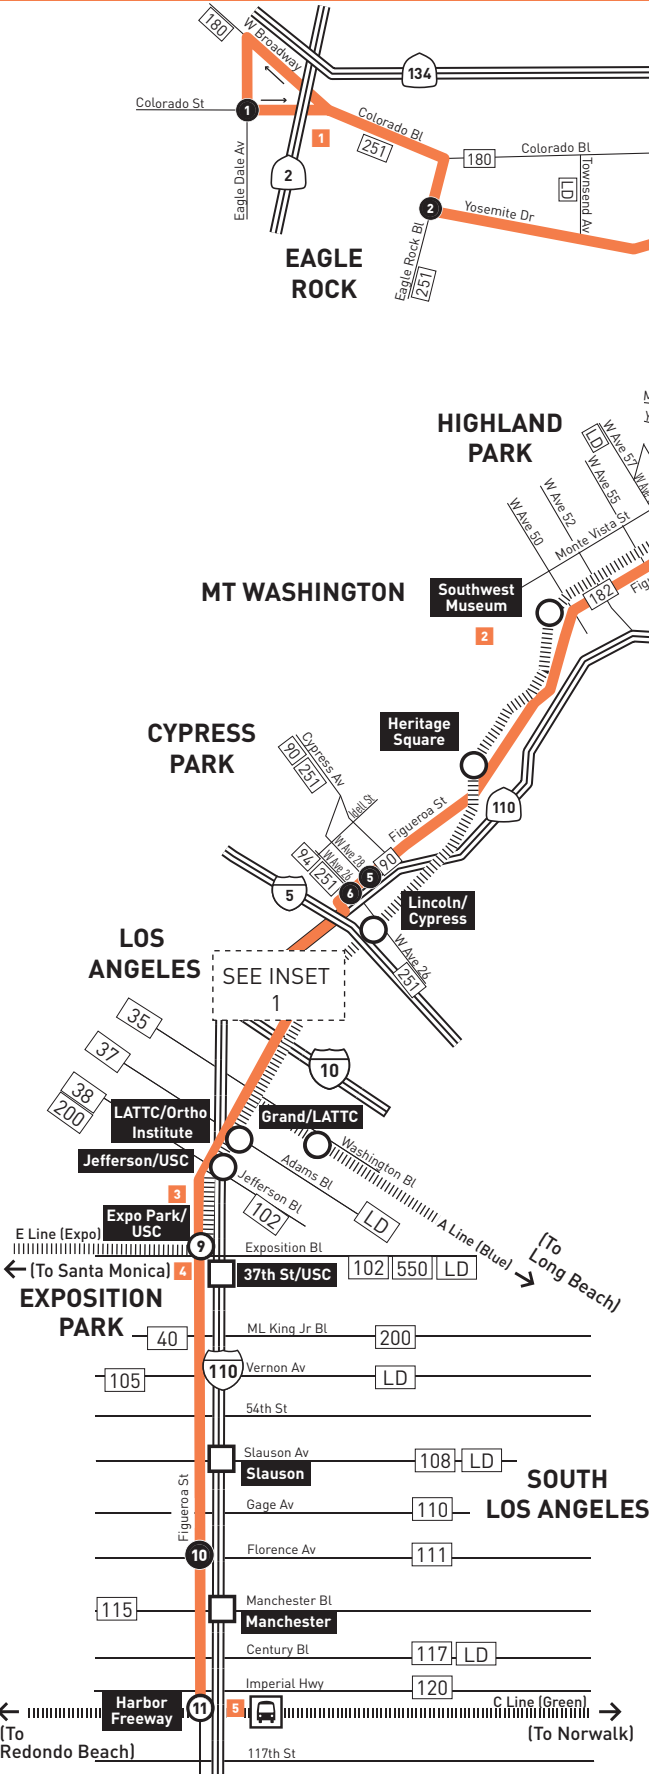 180
W Broadway
134
Colorado St
1
Colorado Bl
1
251
Colorado Bl
180
2
Eagle Dale Av
Townsend Av
LD
2
Yosemite Dr
Eagle Rock Bl
251
EAGLE
ROCK
HIGHLAND
PARK
LD
W Ave 57
W Ave 55
W Ave 52
W Ave 50
Monte Vista St
MT WASHINGTON
Southwest
Museum
182
2
Heritage
Square
CYPRESS
PARK
Cypress Av
90
251
Idell St
Figueroa St
110
W Ave 28
W Ave 26
90
94
251
5
6
5
Lincoln/
Cypress
W Ave 26
251
LOS
ANGELES
SEE INSET
1
35
37
38
200
10
LATTC/Ortho
Institute
Grand/LATTC
Jefferson/USC
Washington Bl
Adams Bl
Jefferson Bl
102
LD
3
Expo Park/
USC
A Line (Blue)
(To
Long Beach)
E Line (Expo)
9
Exposition Bl
(To Santa Monica)
4
37th St/USC
102
550
LD
EXPOSITION
PARK
40
ML King Jr Bl
200
110
Vernon Av
105
LD
54th St
Slauson Av
Slauson
108
LD
SOUTH
LOS ANGELES
Figueroa St
Gage Av
110
10
Florence Av
111
115
Manchester Bl
Manchester
Century Bl
117
LD
Imperial Hwy
120
Harbor
Freeway
11
5
C Line (Green)
(To
Redondo Beach)
(To Norwalk)
117th St